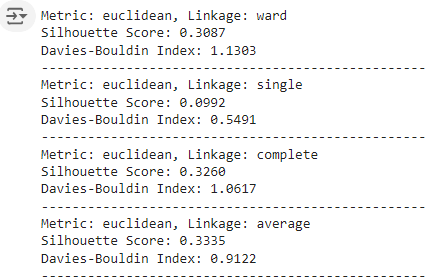 Metric: euclidean, Linkage: ward
Silhouette Score: 0.3087
Davies-Bouldin Index: 1.1303
--------------------------------------------------
Metric: euclidean, Linkage: single
Silhouette Score: 0.0992
Davies-Bouldin Index: 0.5491
--------------------------------------------------
Metric: euclidean, Linkage: complete
Silhouette Score: 0.3260
Davies-Bouldin Index: 1.0617
--------------------------------------------------
Metric: euclidean, Linkage: average
Silhouette Score: 0.3335
Davies-Bouldin Index: 0.9122
--------------------------------------------------